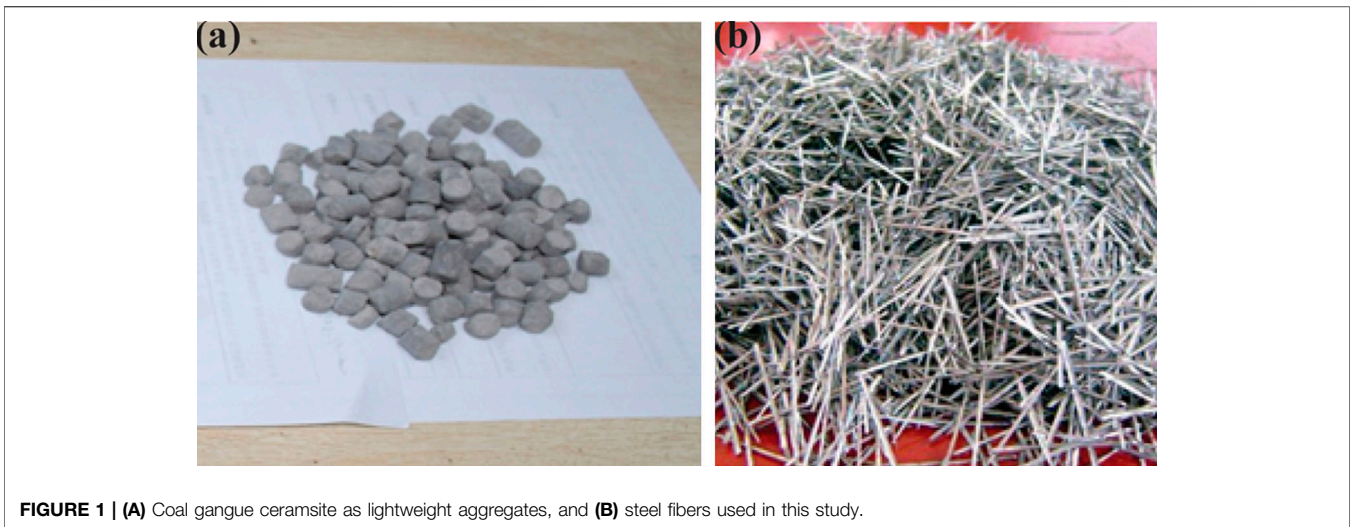 (a)
(b)
FIGURE 1 | (A) Coal gangue ceramsite as lightweight aggregates, and (B) steel fibers used in this study.